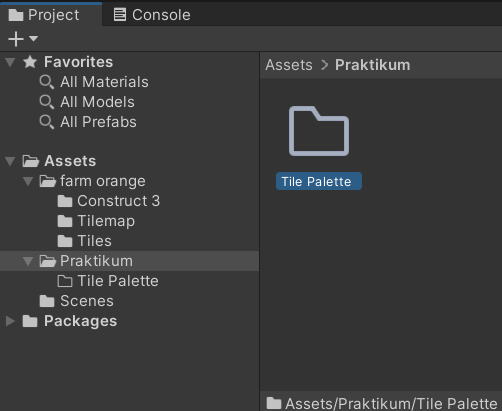 Project
Console
Favorites
All Materials
All Models
All Prefabs
Assets
farm orange
Construct 3
Tilemap
Tiles
Praktikum
Tile Palette
Scenes
Packages
Assets > Praktikum
Tile Palette
Assets/Praktikum/Tile Palette